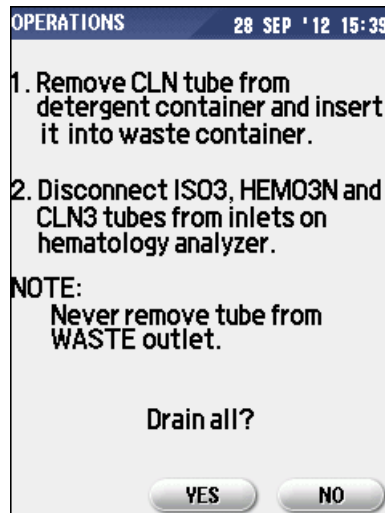 OPERATIONS 28 SEP '12 15:39
1. Remove CLN tube from
detergent container and insert
it into waste container.
2. Disconnect ISO3, HEMO3N and
CLN3 tubes from inlets on
hematology analyzer.
NOTE:
Never remove tube from
WASTE outlet.
Drain all?
YES NO